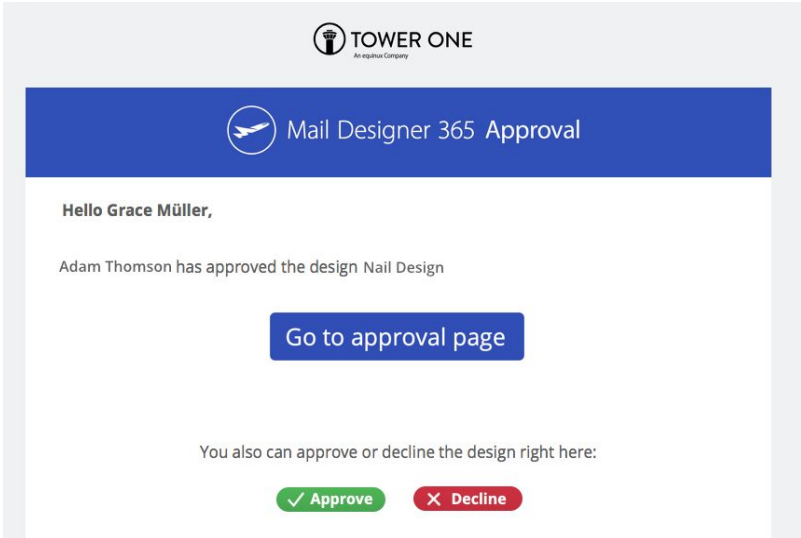 TOWER ONE
An equinux Company
Mail Designer 365 Approval
Hello Grace Müller,
Adam Thomson has approved the design Nail Design
Go to approval page
You also can approve or decline the design right here:
Approve
Decline